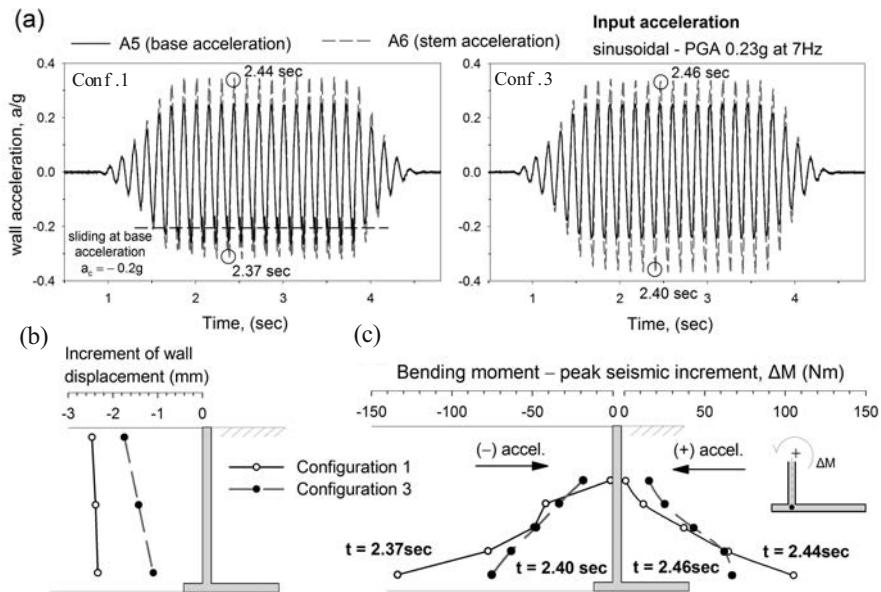 (a)
A5 (base acceleration)
A6 (stem acceleration)
Input acceleration
sinusoidal - PGA 0.23g at 7Hz
wall acceleration, a/g
0.4
0.2
0.0
-0.2
-0.4
Conf.1
2.44 sec
sliding at base
acceleration
a_c = – 0.2g
2.37 sec
1 2 3 4
Time, (sec)
Conf.3
2.46 sec
2.40 sec
1 2 3 4
Time, (sec)
(b)
Increment of wall
displacement (mm)
-3 -2 -1 0
Configuration 1
Configuration 3
(c)
Bending moment – peak seismic increment, ΔM (Nm)
-150 -100 -50 0 0 50 100 150
(–) accel.
(+) accel.
+
ΔM
t = 2.37sec
t = 2.40 sec
t = 2.46sec
t = 2.44sec